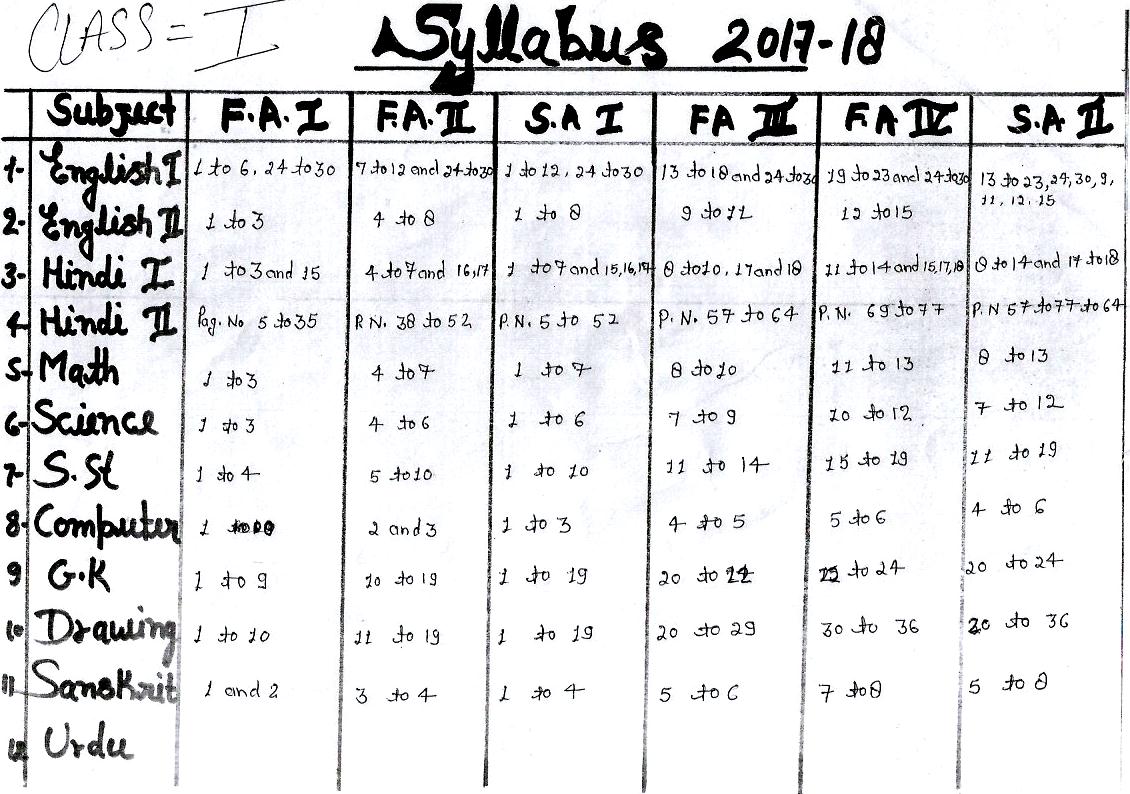 CLASS = I
Syllabus 2017-18
Subject F.A. I F.A. II S.A I FA III F.A IV S.A II
1- English I 1 to 6, 24 to 30 7 to 12 and 24 to 30 1 to 12, 24 to 30 13 to 18 and 24 to 30 19 to 23 and 24 to 30 13 to 23, 24, 30, 9,
11, 12, 15
2- English II 1 to 3 4 to 8 1 to 8 9 to 11 12 to 15
3- Hindi I 1 to 3 and 15 4 to 7 and 16,17 1 to 7 and 15,16,17 8 to 10, 17 and 18 11 to 14 and 15,17,18 8 to 14 and 17 to 18
4- Hindi II Pag. No 5 to 35 P.N. 38 to 52 P.N. 5 to 52 P.N. 57 to 64 P.N. 69 to 77 P.N 57 to 77 to 64
5- Math 1 to 3 4 to 7 1 to 7 8 to 10 11 to 13 8 to 13
6- Science 1 to 3 4 to 6 1 to 6 7 to 9 10 to 12 7 to 12
7- S.St 1 to 4 5 to 10 1 to 10 11 to 14 15 to 19 11 to 19
8- Computer 1 2 and 3 1 to 3 4 to 5 5 to 6 4 to 6
9 G.K 1 to 9 10 to 19 1 to 19 20 to to 24 20 to 24
10 Drawing 1 to 10 11 to 19 1 to 19 20 to 29 30 to 36 20 to 36
11 Sanskrit 1 and 2 3 to 4 1 to 4 5 to 6 7 to 8 5 to 8
12 Urdu